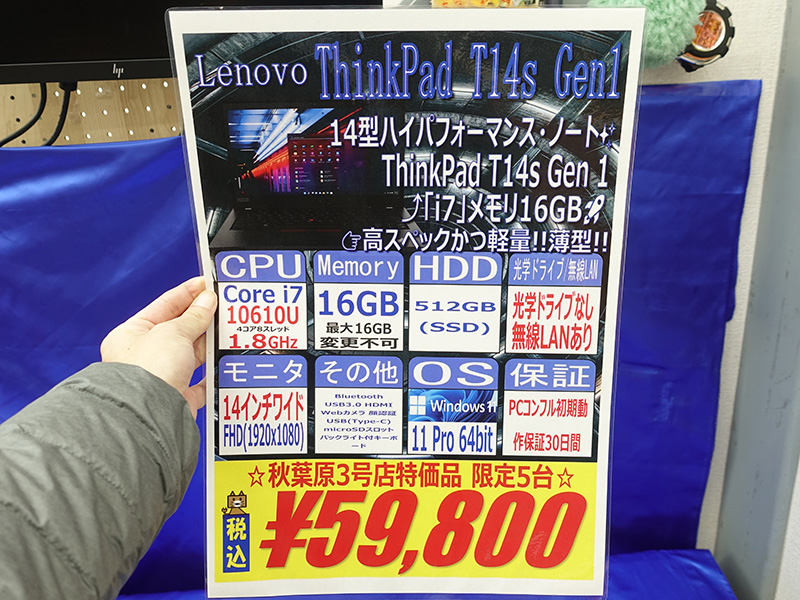 hp
Lenovo ThinkPad T14s Gen1
14型ハイパフォーマンス・ノート
ThinkPad T14s Gen 1
「i7」メモリ16GB
高スペックかつ軽量!!薄型!!
CPU
Core i7
10610U
4コア8スレッド
1.8GHz
Memory
16GB
最大16GB
変更不可
HDD
512GB
(SSD)
光学ドライブ/無線LAN
光学ドライブなし
無線LANあり
モニタ
14インチワイド
FHD(1920x1080)
その他
Bluetooth
USB3.0 HDMI
Webカメラ 顔認証
USB(Type-C)
microSDスロット
バックライト付キーボ
ード
OS
Windows 11
11 Pro 64bit
保証
PCコンフル初期動
作保証30日間
☆秋葉原3号店特価品 限定5台☆
税込
¥59,800